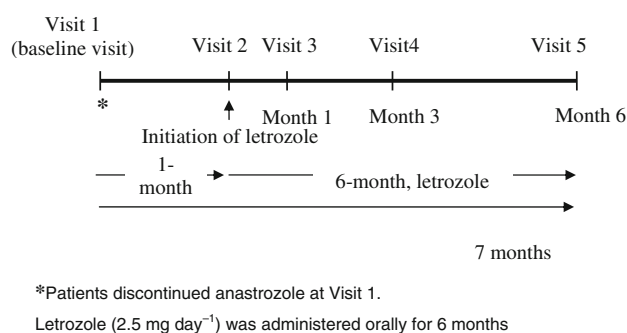 Visit 1
(baseline visit)
Visit 2
Visit 3
Visit4
Visit 5
*
Month 1
Month 3
Month 6
Initiation of letrozole
1-
month
6-month, letrozole
7 months
*Patients discontinued anastrozole at Visit 1.
Letrozole (2.5 mg day⁻¹) was administered orally for 6 months